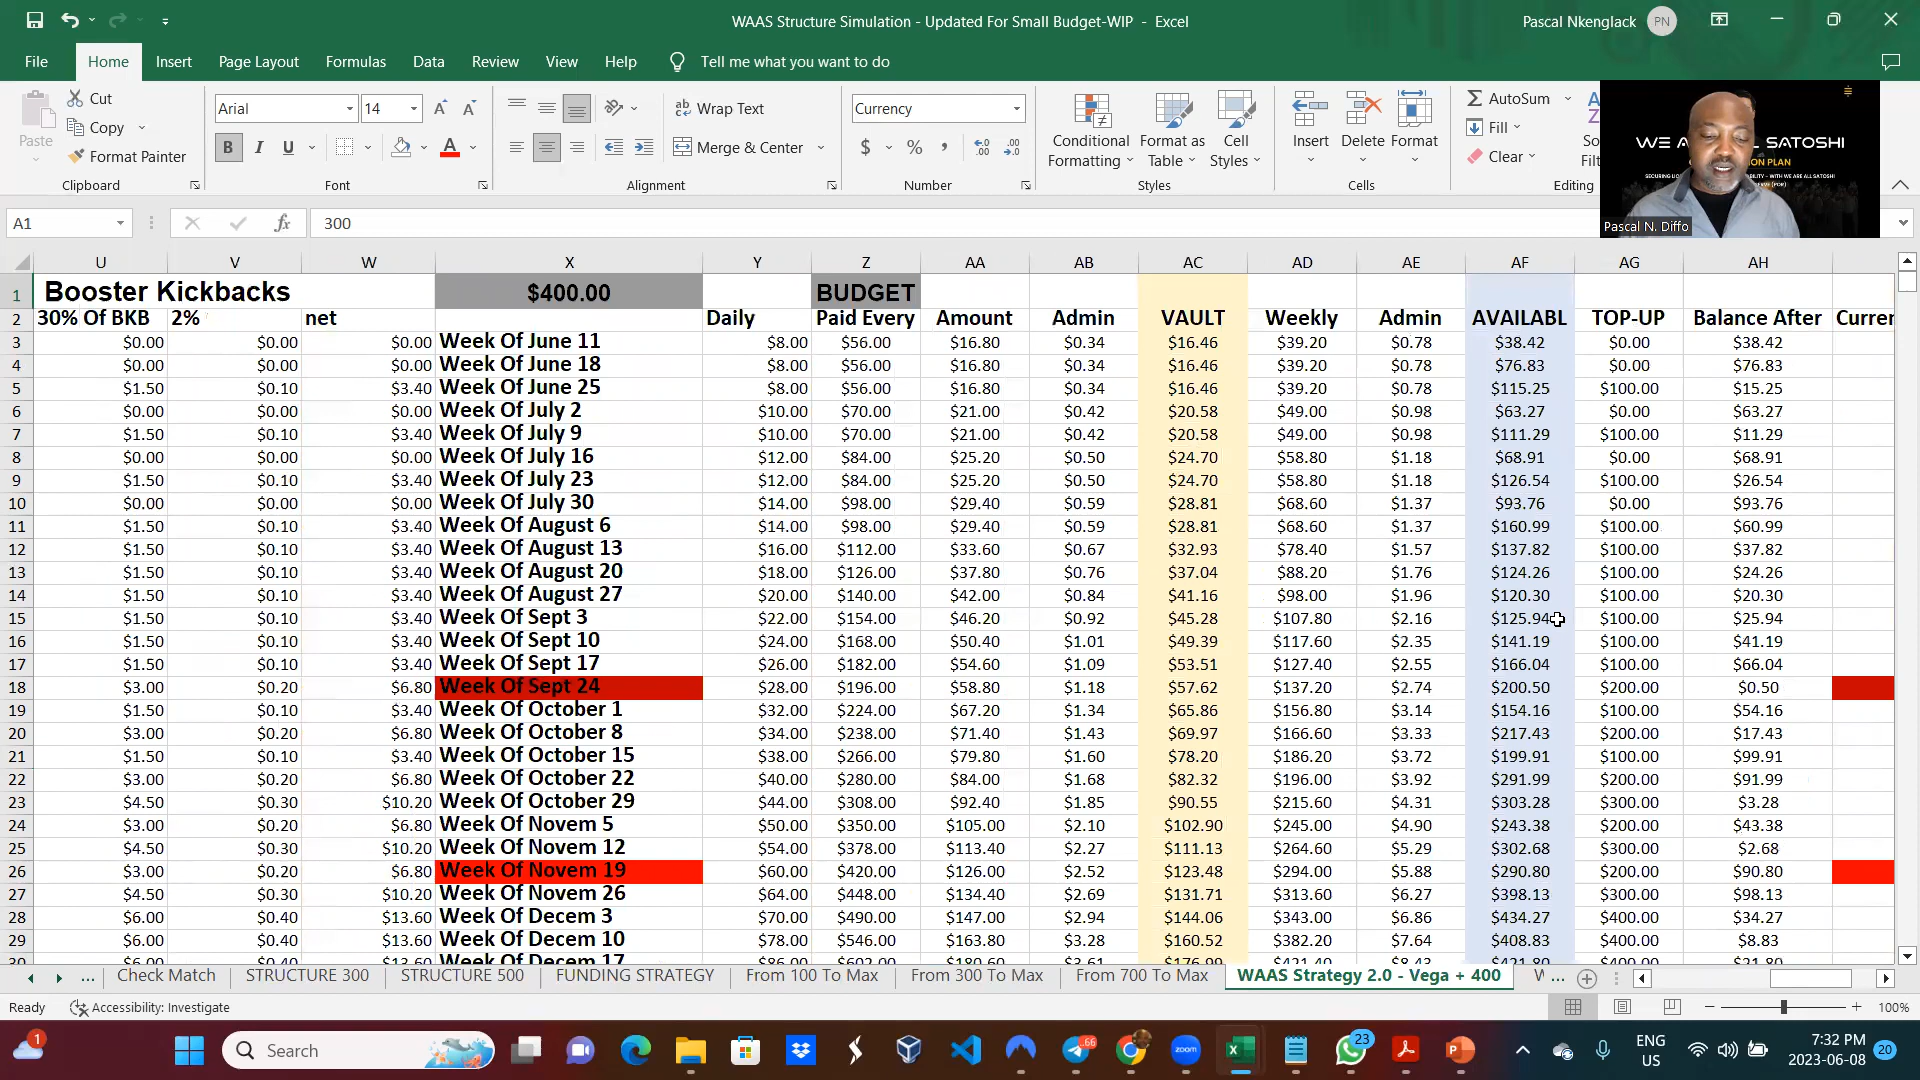 WAAS Structure Simulation - Updated For Small Budget-WIP - Excel
Pascal Nkenglack PN
File Home Insert Page Layout Formulas Data Review View Help Tell me what you want to do
Paste
Cut
Copy
Format Painter
Clipboard
Arial 14
B I U
Font
Wrap Text
Merge & Center
Alignment
Currency
$ % ,
Number
Conditional Formatting
Format as Table
Cell Styles
Styles
Insert Delete Format
Cells
AutoSum
Fill
Clear
Editing
Pascal N. Diffo
A1 fx 300
U V W X Y Z AA AB AC AD AE AF AG AH
1 Booster Kickbacks $400.00 BUDGET
2 30% Of BKB 2% net Daily Paid Every Amount Admin VAULT Weekly Admin AVAILABL TOP-UP Balance After Curren
3 $0.00 $0.00 $0.00 Week Of June 11 $8.00 $56.00 $16.80 $0.34 $16.46 $39.20 $0.78 $38.42 $0.00 $38.42
4 $0.00 $0.00 $0.00 Week Of June 18 $8.00 $56.00 $16.80 $0.34 $16.46 $39.20 $0.78 $76.83 $0.00 $76.83
5 $1.50 $0.10 $3.40 Week Of June 25 $8.00 $56.00 $16.80 $0.34 $16.46 $39.20 $0.78 $115.25 $100.00 $15.25
6 $0.00 $0.00 $0.00 Week Of July 2 $10.00 $70.00 $21.00 $0.42 $20.58 $49.00 $0.98 $63.27 $0.00 $63.27
7 $1.50 $0.10 $3.40 Week Of July 9 $10.00 $70.00 $21.00 $0.42 $20.58 $49.00 $0.98 $111.29 $100.00 $11.29
8 $0.00 $0.00 $0.00 Week Of July 16 $12.00 $84.00 $25.20 $0.50 $24.70 $58.80 $1.18 $68.91 $0.00 $68.91
9 $1.50 $0.10 $3.40 Week Of July 23 $12.00 $84.00 $25.20 $0.50 $24.70 $58.80 $1.18 $126.54 $100.00 $26.54
10 $0.00 $0.00 $0.00 Week Of July 30 $14.00 $98.00 $29.40 $0.59 $28.81 $68.60 $1.37 $93.76 $0.00 $93.76
11 $1.50 $0.10 $3.40 Week Of August 6 $14.00 $98.00 $29.40 $0.59 $28.81 $68.60 $1.37 $160.99 $100.00 $60.99
12 $1.50 $0.10 $3.40 Week Of August 13 $16.00 $112.00 $33.60 $0.67 $32.93 $78.40 $1.57 $137.82 $100.00 $37.82
13 $1.50 $0.10 $3.40 Week Of August 20 $18.00 $126.00 $37.80 $0.76 $37.04 $88.20 $1.76 $124.26 $100.00 $24.26
14 $1.50 $0.10 $3.40 Week Of August 27 $20.00 $140.00 $42.00 $0.84 $41.16 $98.00 $1.96 $120.30 $100.00 $20.30
15 $1.50 $0.10 $3.40 Week Of Sept 3 $22.00 $154.00 $46.20 $0.92 $45.28 $107.80 $2.16 $125.94 $100.00 $25.94
16 $1.50 $0.10 $3.40 Week Of Sept 10 $24.00 $168.00 $50.40 $1.01 $49.39 $117.60 $2.35 $141.19 $100.00 $41.19
17 $1.50 $0.10 $3.40 Week Of Sept 17 $26.00 $182.00 $54.60 $1.09 $53.51 $127.40 $2.55 $166.04 $100.00 $66.04
18 $3.00 $0.20 $6.80 Week Of Sept 24 $28.00 $196.00 $58.80 $1.18 $57.62 $137.20 $2.74 $200.50 $200.00 $0.50
19 $1.50 $0.10 $3.40 Week Of October 1 $32.00 $224.00 $67.20 $1.34 $65.86 $156.80 $3.14 $154.16 $100.00 $54.16
20 $3.00 $0.20 $6.80 Week Of October 8 $34.00 $238.00 $71.40 $1.43 $69.97 $166.60 $3.33 $217.43 $200.00 $17.43
21 $1.50 $0.10 $3.40 Week Of October 15 $38.00 $266.00 $79.80 $1.60 $78.20 $186.20 $3.72 $199.91 $100.00 $99.91
22 $3.00 $0.20 $6.80 Week Of October 22 $40.00 $280.00 $84.00 $1.68 $82.32 $196.00 $3.92 $291.99 $200.00 $91.99
23 $4.50 $0.30 $10.20 Week Of October 29 $44.00 $308.00 $92.40 $1.85 $90.55 $215.60 $4.31 $303.28 $300.00 $3.28
24 $3.00 $0.20 $6.80 Week Of Novem 5 $50.00 $350.00 $105.00 $2.10 $102.90 $245.00 $4.90 $243.38 $200.00 $43.38
25 $4.50 $0.30 $10.20 Week Of Novem 12 $54.00 $378.00 $113.40 $2.27 $111.13 $264.60 $5.29 $302.68 $300.00 $2.68
26 $3.00 $0.20 $6.80 Week Of Novem 19 $60.00 $420.00 $126.00 $2.52 $123.48 $294.00 $5.88 $290.80 $200.00 $90.80
27 $4.50 $0.30 $10.20 Week Of Novem 26 $64.00 $448.00 $134.40 $2.69 $131.71 $313.60 $6.27 $398.13 $300.00 $98.13
28 $6.00 $0.40 $13.60 Week Of Decem 3 $70.00 $490.00 $147.00 $2.94 $144.06 $343.00 $6.86 $434.27 $400.00 $34.27
29 $6.00 $0.40 $13.60 Week Of Decem 10 $78.00 $546.00 $163.80 $3.28 $160.52 $382.20 $7.64 $408.83 $400.00 $8.83
... Check Match STRUCTURE 300 STRUCTURE 500 FUNDING STRATEGY From 100 To Max From 300 To Max From 700 To Max WAAS Strategy 2.0 - Vega + 400
Ready Accessibility: Investigate 100%
1 Search 66 zoom 23 ENG US 7:32 PM 2023-06-08 20